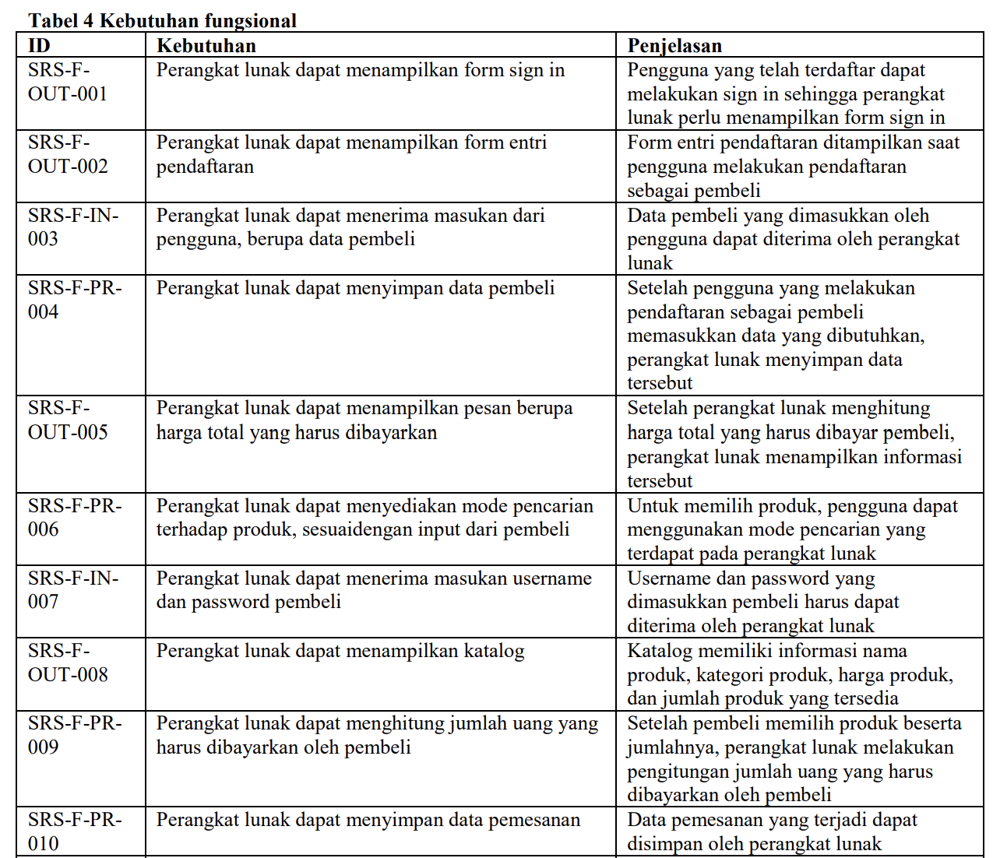 Tabel 4 Kebutuhan fungsional
ID Kebutuhan Penjelasan
SRS-F- Perangkat lunak dapat menampilkan form sign in Pengguna yang telah terdaftar dapat
OUT-001 melakukan sign in sehingga perangkat
lunak perlu menampilkan form sign in
SRS-F- Perangkat lunak dapat menampilkan form entri Form entri pendaftaran ditampilkan saat
OUT-002 pendaftaran pengguna melakukan pendaftaran
sebagai pembeli
SRS-F-IN- Perangkat lunak dapat menerima masukan dari Data pembeli yang dimasukkan oleh
003 pengguna, berupa data pembeli pengguna dapat diterima oleh perangkat
lunak
SRS-F-PR- Perangkat lunak dapat menyimpan data pembeli Setelah pengguna yang melakukan
004 pendaftaran sebagai pembeli
memasukkan data yang dibutuhkan,
perangkat lunak menyimpan data
tersebut
SRS-F- Perangkat lunak dapat menampilkan pesan berupa Setelah perangkat lunak menghitung
OUT-005 harga total yang harus dibayarkan harga total yang harus dibayar pembeli,
perangkat lunak menampilkan informasi
tersebut
SRS-F-PR- Perangkat lunak dapat menyediakan mode pencarian Untuk memilih produk, pengguna dapat
006 terhadap produk, sesuaidengan input dari pembeli menggunakan mode pencarian yang
terdapat pada perangkat lunak
SRS-F-IN- Perangkat lunak dapat menerima masukan username Username dan password yang
007 dan password pembeli dimasukkan pembeli harus dapat
diterima oleh perangkat lunak
SRS-F- Perangkat lunak dapat menampilkan katalog Katalog memiliki informasi nama
OUT-008 produk, kategori produk, harga produk,
dan jumlah produk yang tersedia
SRS-F-PR- Perangkat lunak dapat menghitung jumlah uang yang Setelah pembeli memilih produk beserta
009 harus dibayarkan oleh pembeli jumlahnya, perangkat lunak melakukan
pengitungan jumlah uang yang harus
dibayarkan oleh pembeli
SRS-F-PR- Perangkat lunak dapat menyimpan data pemesanan Data pemesanan yang terjadi dapat
010 disimpan oleh perangkat lunak